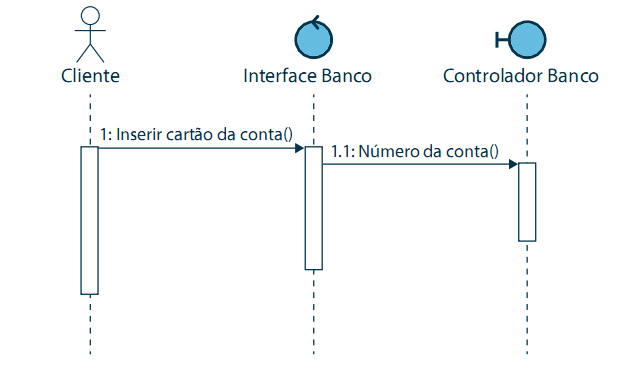 Cliente
Interface Banco
Controlador Banco
1: Inserir cartão da conta()
1.1: Número da conta()